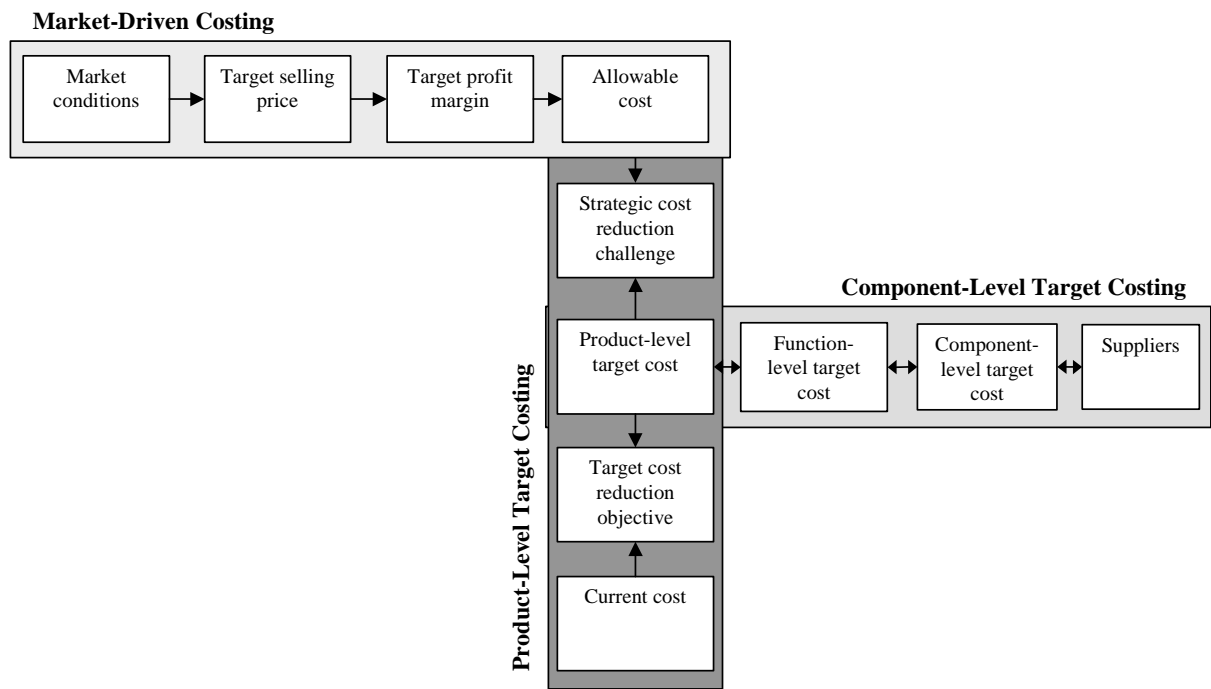 Market-Driven Costing
Market
conditions
Target selling
price
Target profit
margin
Allowable
cost
Strategic cost
reduction
challenge
Component-Level Target Costing
Product-level
target cost
Function-
level target
cost
Component-
level target
cost
Suppliers
Product-Level Target Costing
Target cost
reduction
objective
Current cost